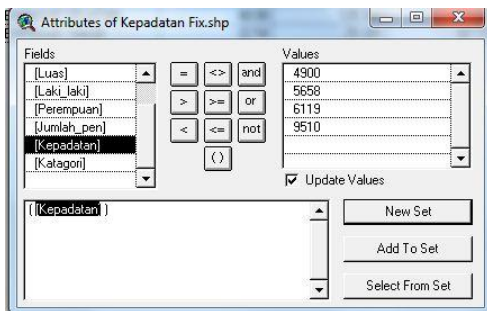 Attributes of Kepadatan Fix.shp
Fields
Values
[Luas]
[Laki_laki]
[Perempuan]
[Jumlah_pen]
[Kepadatan]
[Katagori]
= <> and
> >= or
< <= not
( )
4900
5658
6119
9510
Update Values
( [Kepadatan] )
New Set
Add To Set
Select From Set